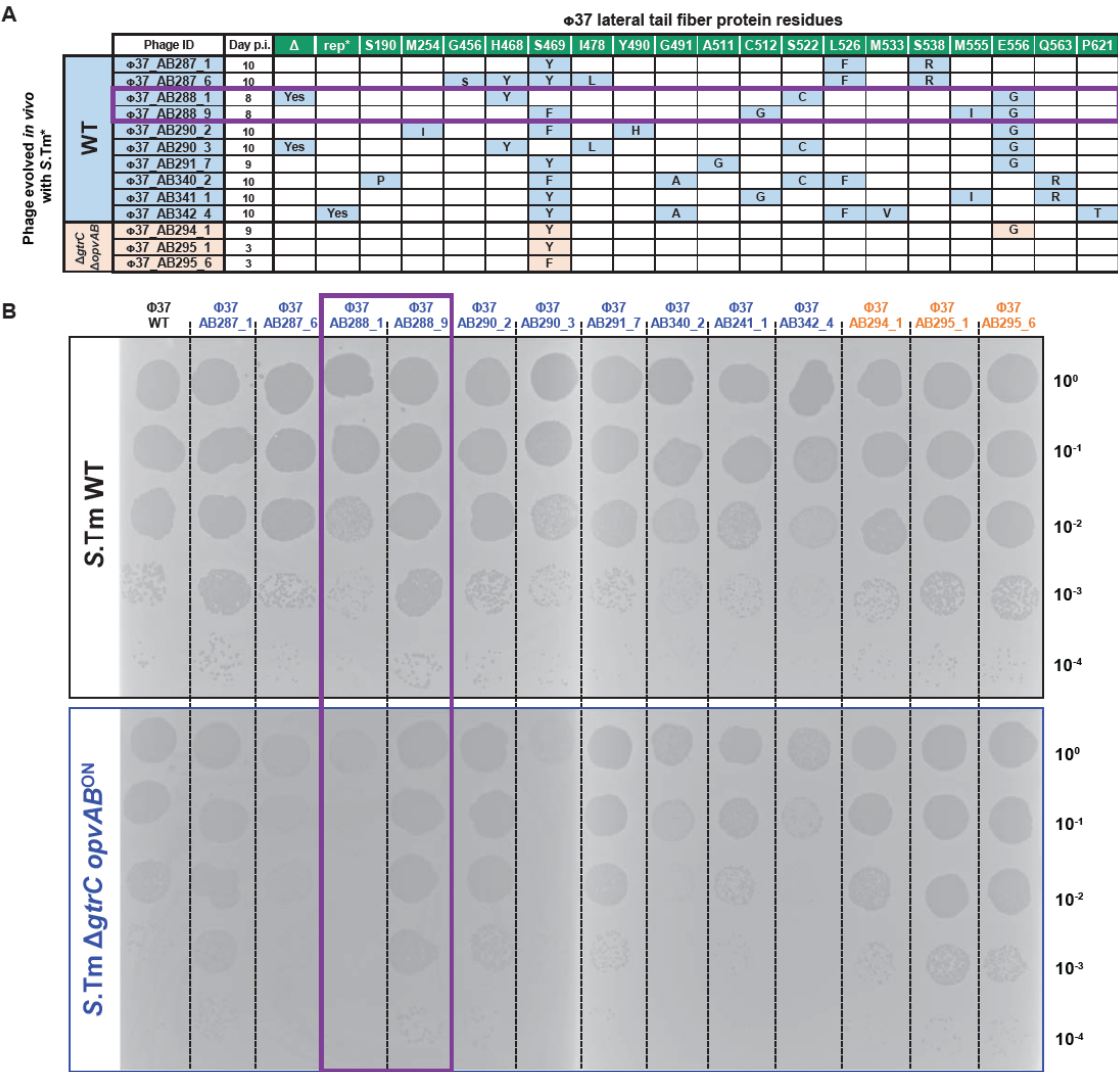 A
Φ37 lateral tail fiber protein residues
Phage ID Day p.i. Δ rep* S190 M254 G456 H468 S469 I478 Y490 G491 A511 C512 S522 L526 M533 S538 M555 E556 Q563 P621
Phage evolved in vivo
with S.Tm*
WT
Φ37_AB287_1 10 Y F R
Φ37_AB287_6 10 s Y Y L F R
Φ37_AB288_1 8 Yes Y C G
Φ37_AB288_9 8 F G I G
Φ37_AB290_2 10 I F H G
Φ37_AB290_3 10 Yes Y L C G
Φ37_AB291_7 9 Y G G
Φ37_AB340_2 10 P F A C F R
Φ37_AB341_1 10 Y G I R
Φ37_AB342_4 10 Yes Y A F V T
ΔgtrC
ΔopvAB
Φ37_AB294_1 9 Y G
Φ37_AB295_1 3 Y
Φ37_AB295_6 3 F
B
Φ37 Φ37 Φ37 Φ37 Φ37 Φ37 Φ37 Φ37 Φ37 Φ37 Φ37 Φ37 Φ37 Φ37
WT AB287_1 AB287_6 AB288_1 AB288_9 AB290_2 AB290_3 AB291_7 AB340_2 AB241_1 AB342_4 AB294_1 AB295_1 AB295_6
S.Tm WT
10⁰
10⁻¹
10⁻²
10⁻³
10⁻⁴
S.Tm ΔgtrC opvABᴼᴺ
10⁰
10⁻¹
10⁻²
10⁻³
10⁻⁴